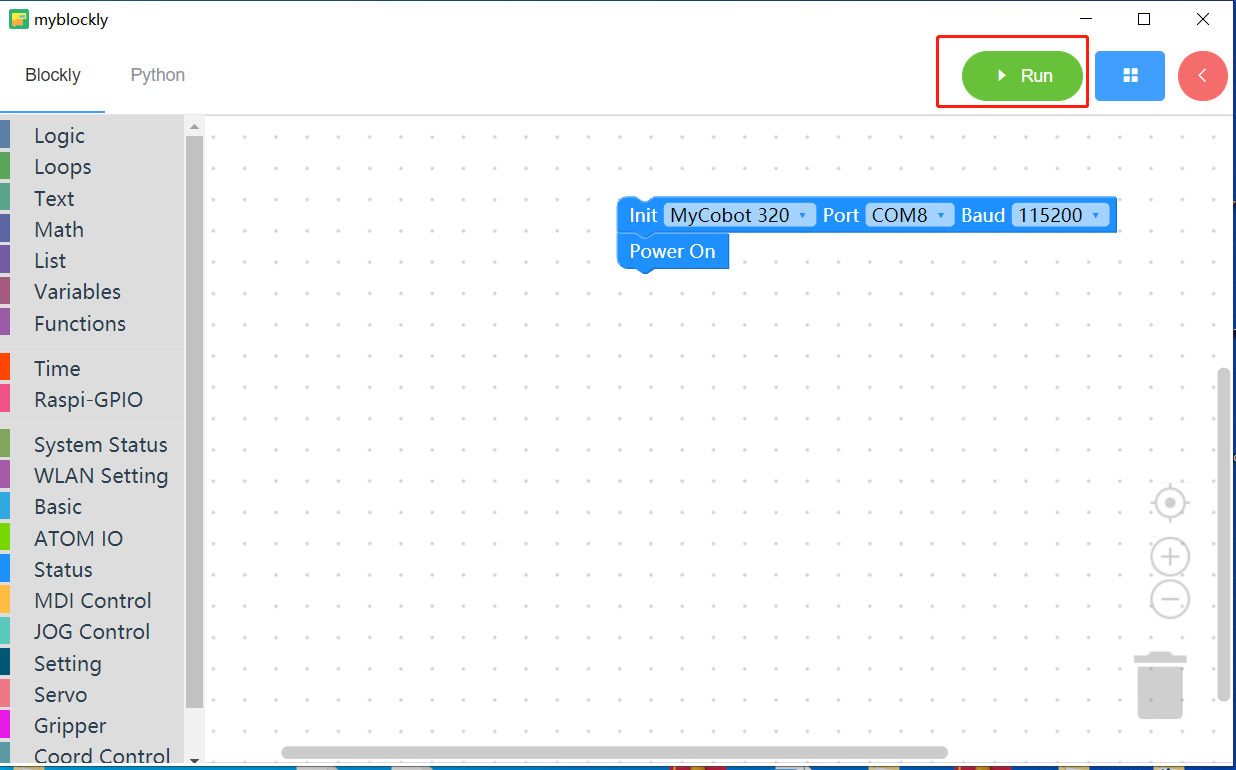 myblockly
Blockly Python
Run
Logic
Loops
Text
Math
List
Variables
Functions
Time
Raspi-GPIO
System Status
WLAN Setting
Basic
ATOM IO
Status
MDI Control
JOG Control
Setting
Servo
Gripper
Coord Control
Init MyCobot 320 Port COM8 Baud 115200
Power On